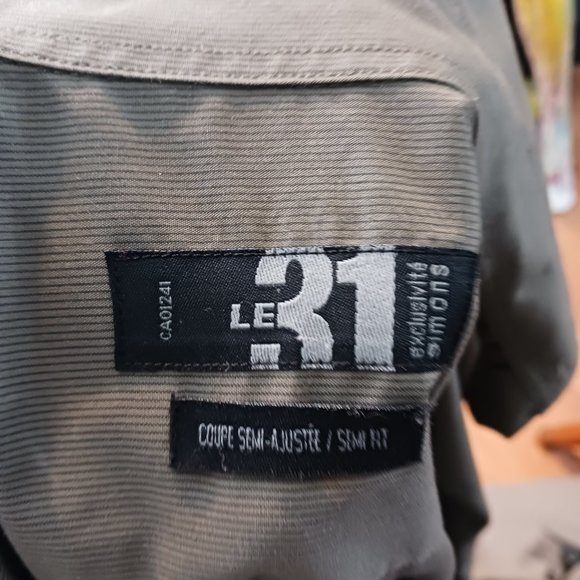 CA01241
LE 31
exclusivité
simons
COUPE SEMI-AJUSTÉE / SEMI FIT